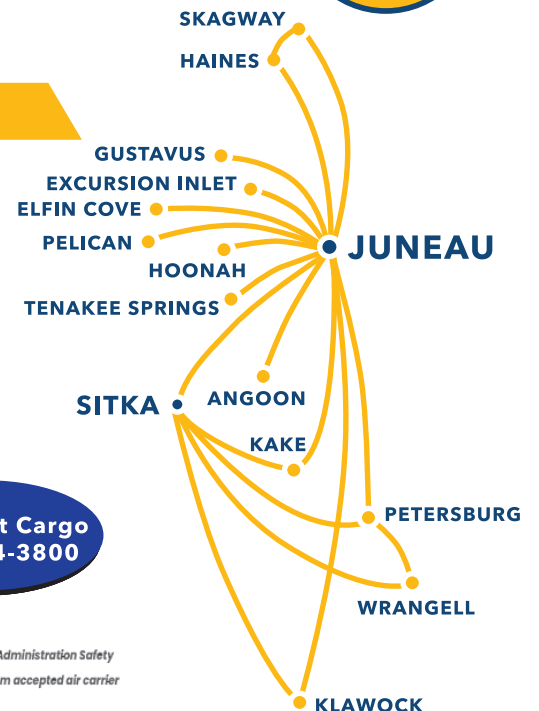 SKAGWAY
HAINES
GUSTAVUS
EXCURSION INLET
ELFIN COVE
PELICAN
JUNEAU
HOONAH
TENAKEE SPRINGS
SITKA
ANGOON
KAKE
PETERSBURG
t Cargo
4-3800
WRANGELL
Administration Safety
m accepted air carrier
KLAWOCK